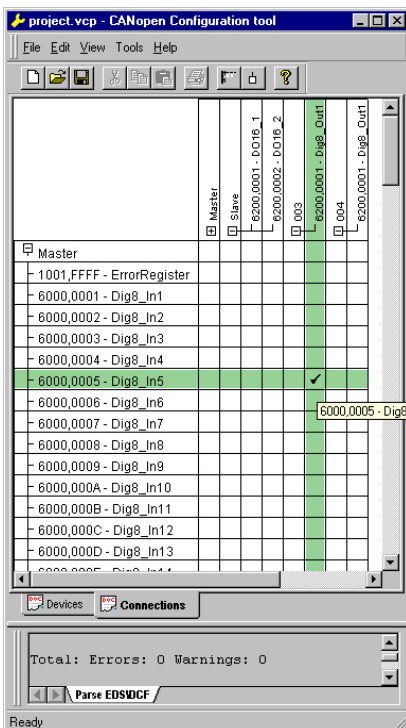 project.vcp - CANopen Configuration tool
File Edit View Tools Help
Master
Slave
6200,0001 - DO16_1
6200,0002 - DO16_2
003
6200,0001 - Dig8_Out1
004
6200,0001 - Dig8_Out1
Master
1001,FFFF - ErrorRegister
6000,0001 - Dig8_In1
6000,0002 - Dig8_In2
6000,0003 - Dig8_In3
6000,0004 - Dig8_In4
6000,0005 - Dig8_In5
6000,0006 - Dig8_In6
6000,0005 - Dig8
6000,0007 - Dig8_In7
6000,0008 - Dig8_In8
6000,0009 - Dig8_In9
6000,000A - Dig8_In10
6000,000B - Dig8_In11
6000,000C - Dig8_In12
6000,000D - Dig8_In13
Devices Connections
Total: Errers: 0 Warnings: 0
Parse EDS\DCF
Ready